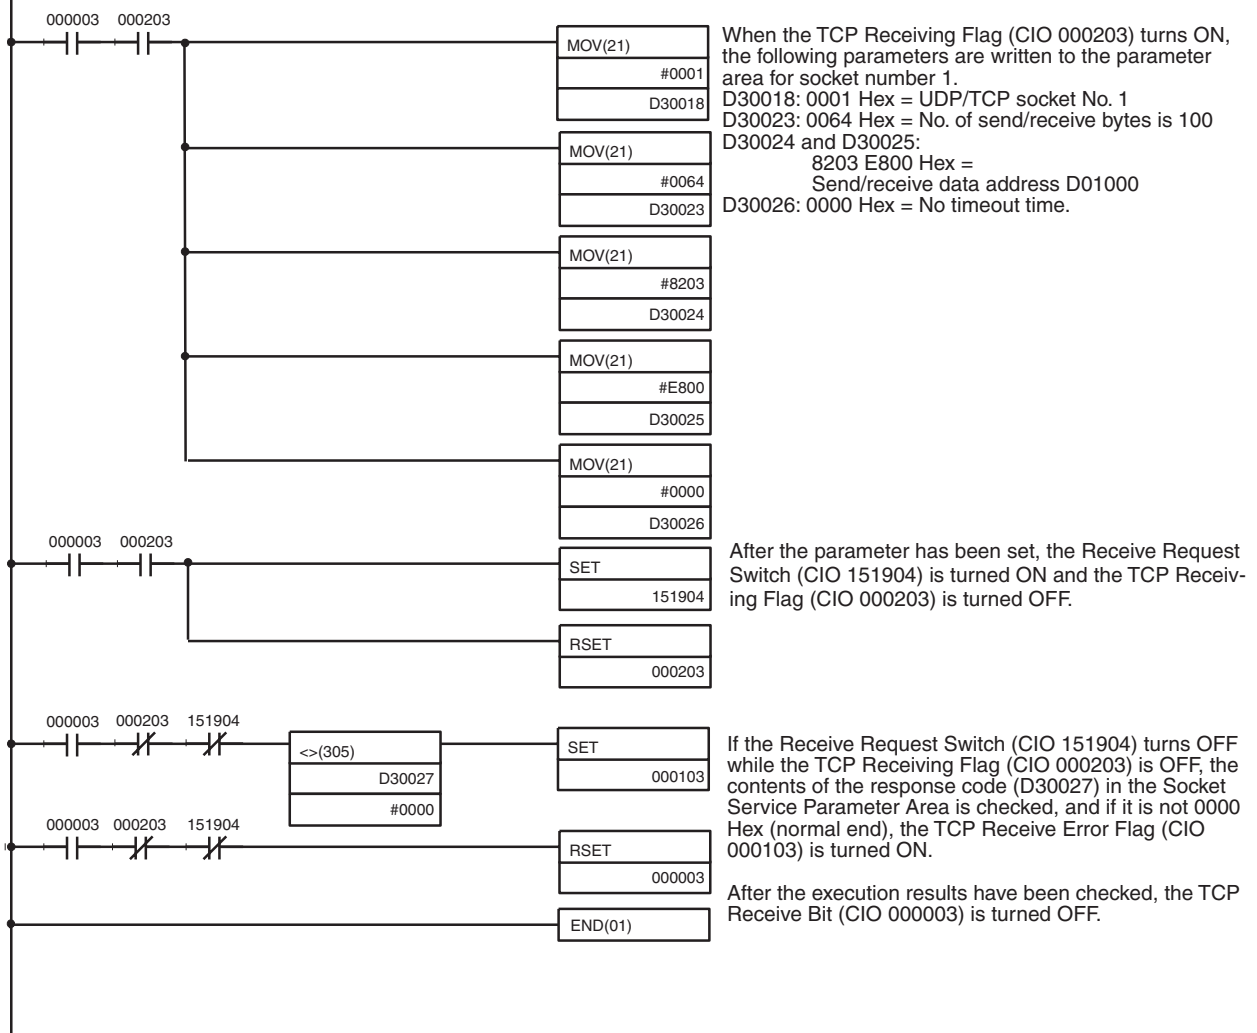 000003 000203
MOV(21)
#0001
D30018
When the TCP Receiving Flag (CIO 000203) turns ON,
the following parameters are written to the parameter
area for socket number 1.
D30018: 0001 Hex = UDP/TCP socket No. 1
D30023: 0064 Hex = No. of send/receive bytes is 100
D30024 and D30025:
8203 E800 Hex =
Send/receive data address D01000
D30026: 0000 Hex = No timeout time.
MOV(21)
#0064
D30023
MOV(21)
#8203
D30024
MOV(21)
#E800
D30025
MOV(21)
#0000
D30026
000003 000203
SET
151904
After the parameter has been set, the Receive Request
Switch (CIO 151904) is turned ON and the TCP Receiv-
ing Flag (CIO 000203) is turned OFF.
RSET
000203
000003 000203 151904
<>(305)
D30027
#0000
SET
000103
If the Receive Request Switch (CIO 151904) turns OFF
while the TCP Receiving Flag (CIO 000203) is OFF, the
contents of the response code (D30027) in the Socket
Service Parameter Area is checked, and if it is not 0000
Hex (normal end), the TCP Receive Error Flag (CIO
000103) is turned ON.
000003 000203 151904
RSET
000003
After the execution results have been checked, the TCP
Receive Bit (CIO 000003) is turned OFF.
END(01)